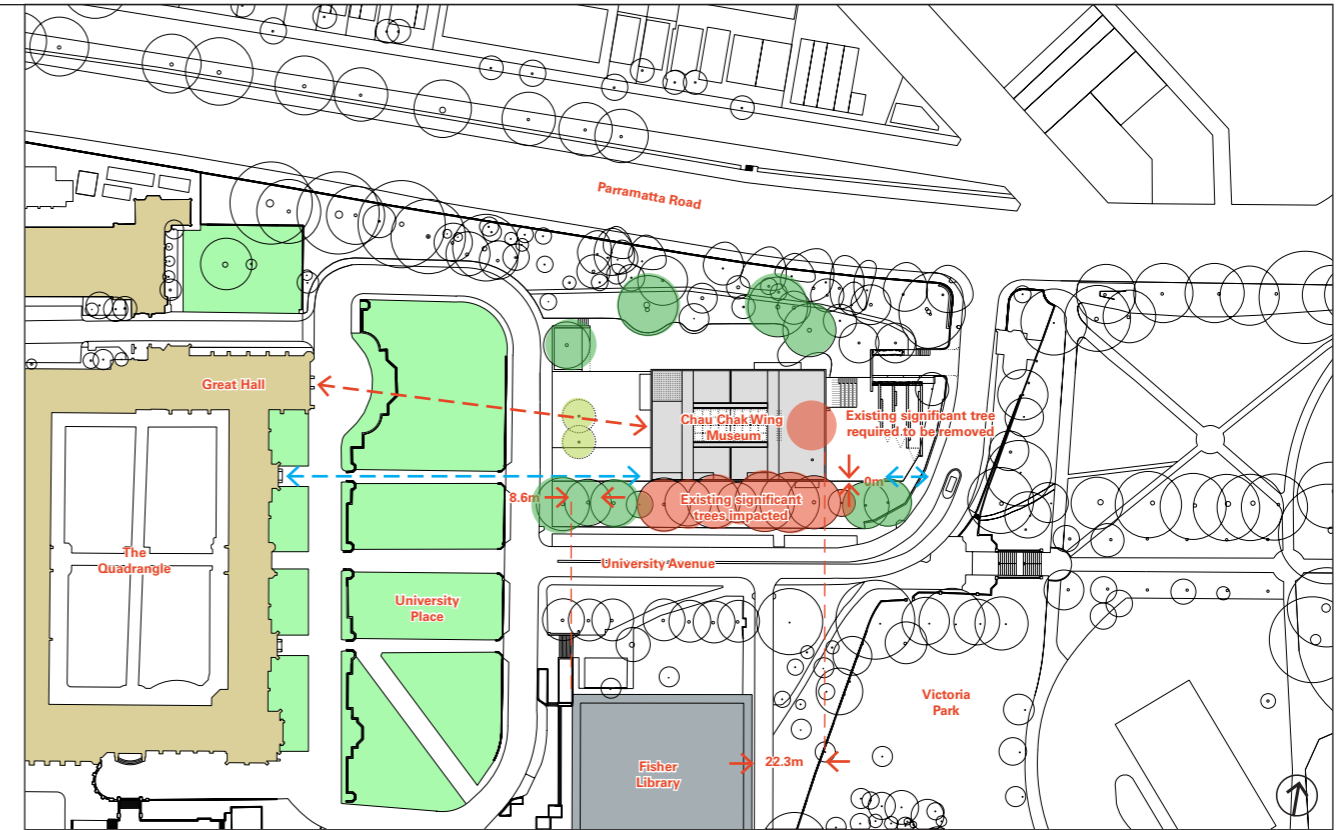 Parramatta Road
Great Hall
Chau Chak Wing
Museum
Existing significant tree
required to be removed
0m
8.6m
Existing significant
trees impacted
The
Quadrangle
University Avenue
University
Place
Victoria
Park
Fisher
Library
22.3m